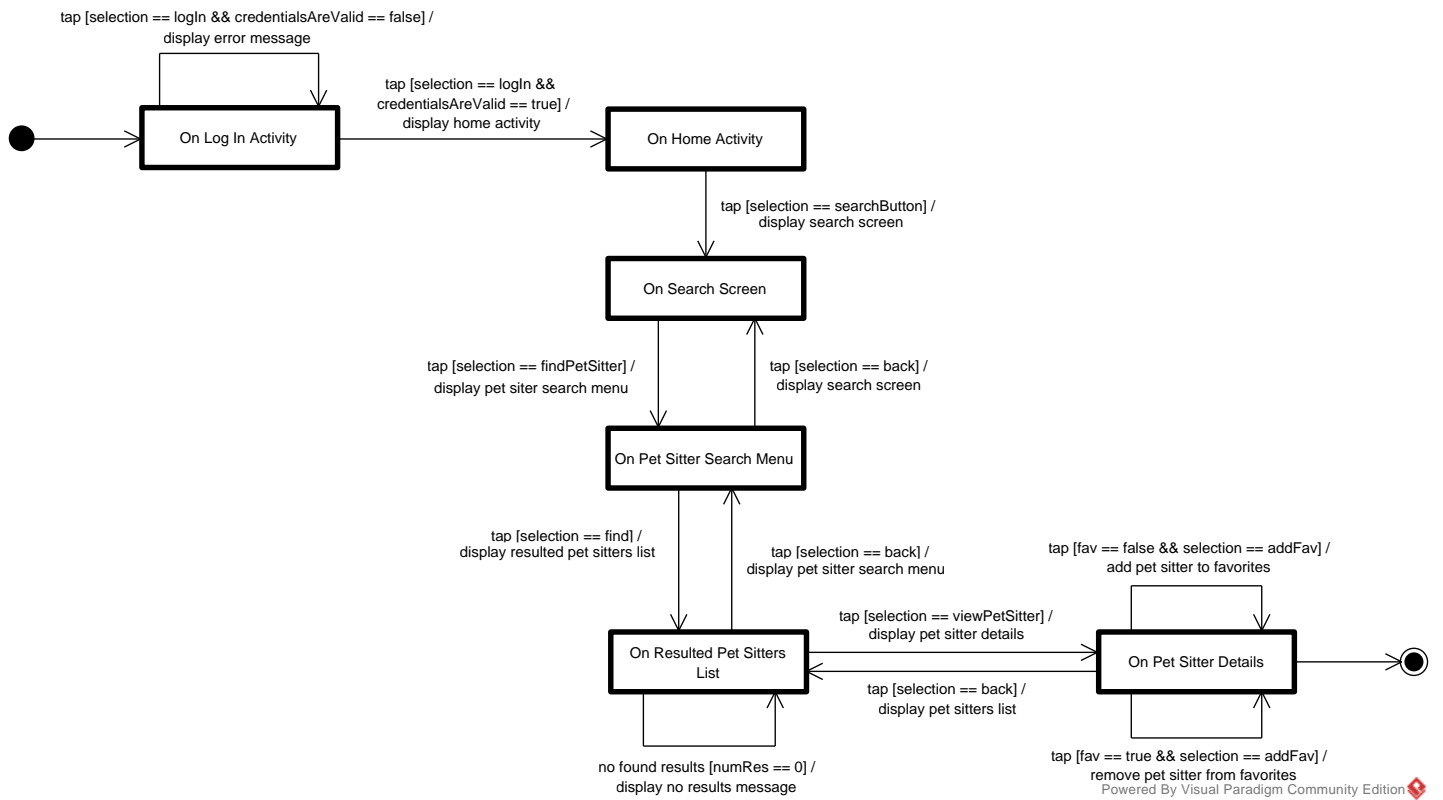 tap [selection == logIn && credentialsAreValid == false] /
display error message
tap [selection == logIn &&
credentialsAreValid == true] /
display home activity
On Log In Activity
On Home Activity
tap [selection == searchButton] /
display search screen
On Search Screen
tap [selection == findPetSitter] /
display pet siter search menu
tap [selection == back] /
display search screen
On Pet Sitter Search Menu
tap [selection == find] /
display resulted pet sitters list
tap [selection == back] /
display pet sitter search menu
tap [fav == false && selection == addFav] /
add pet sitter to favorites
tap [selection == viewPetSitter] /
display pet sitter details
On Resulted Pet Sitters
List
On Pet Sitter Details
tap [selection == back] /
display pet sitters list
no found results [numRes == 0] /
display no results message
tap [fav == true && selection == addFav] /
remove pet sitter from favorites
Powered By Visual Paradigm Community Edition